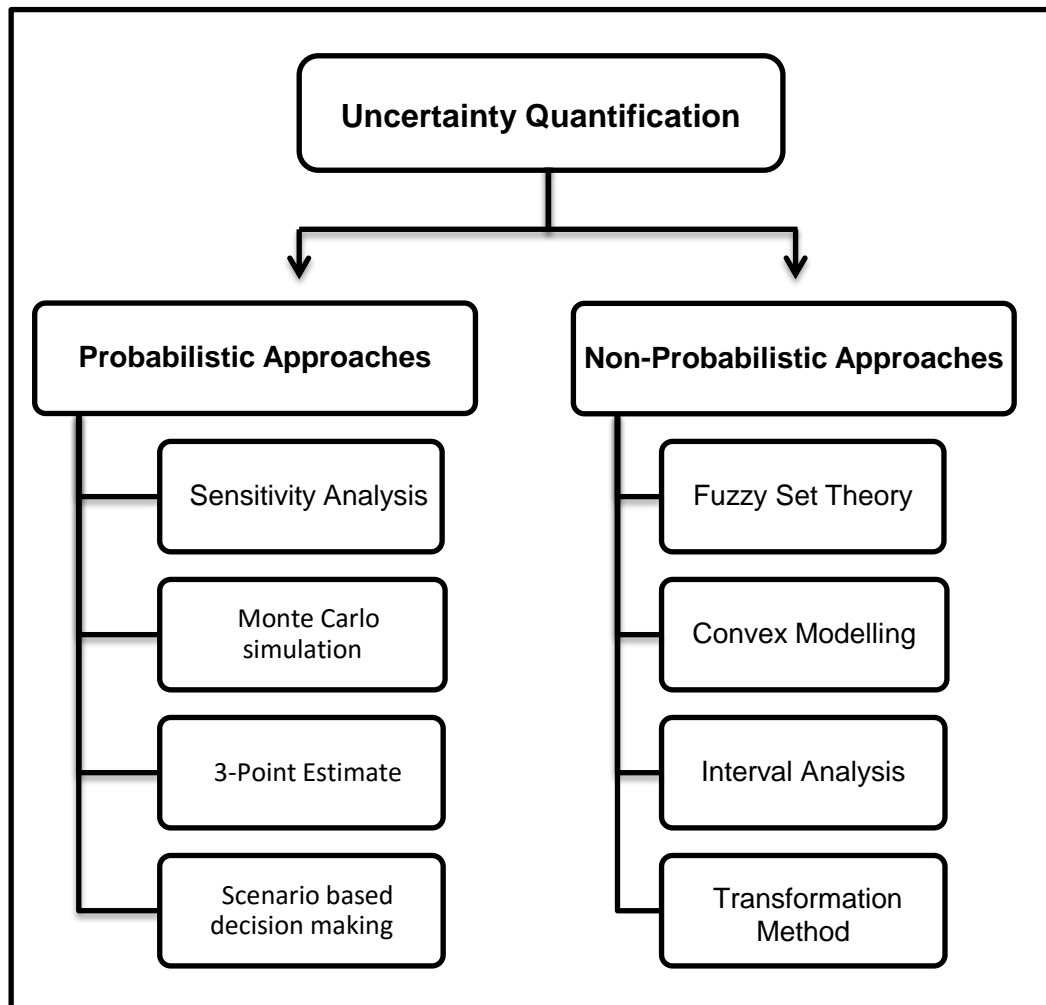 Uncertainty Quantification
Probabilistic Approaches
Sensitivity Analysis
Monte Carlo
simulation
3-Point Estimate
Scenario based
decision making
Non-Probabilistic Approaches
Fuzzy Set Theory
Convex Modelling
Interval Analysis
Transformation
Method